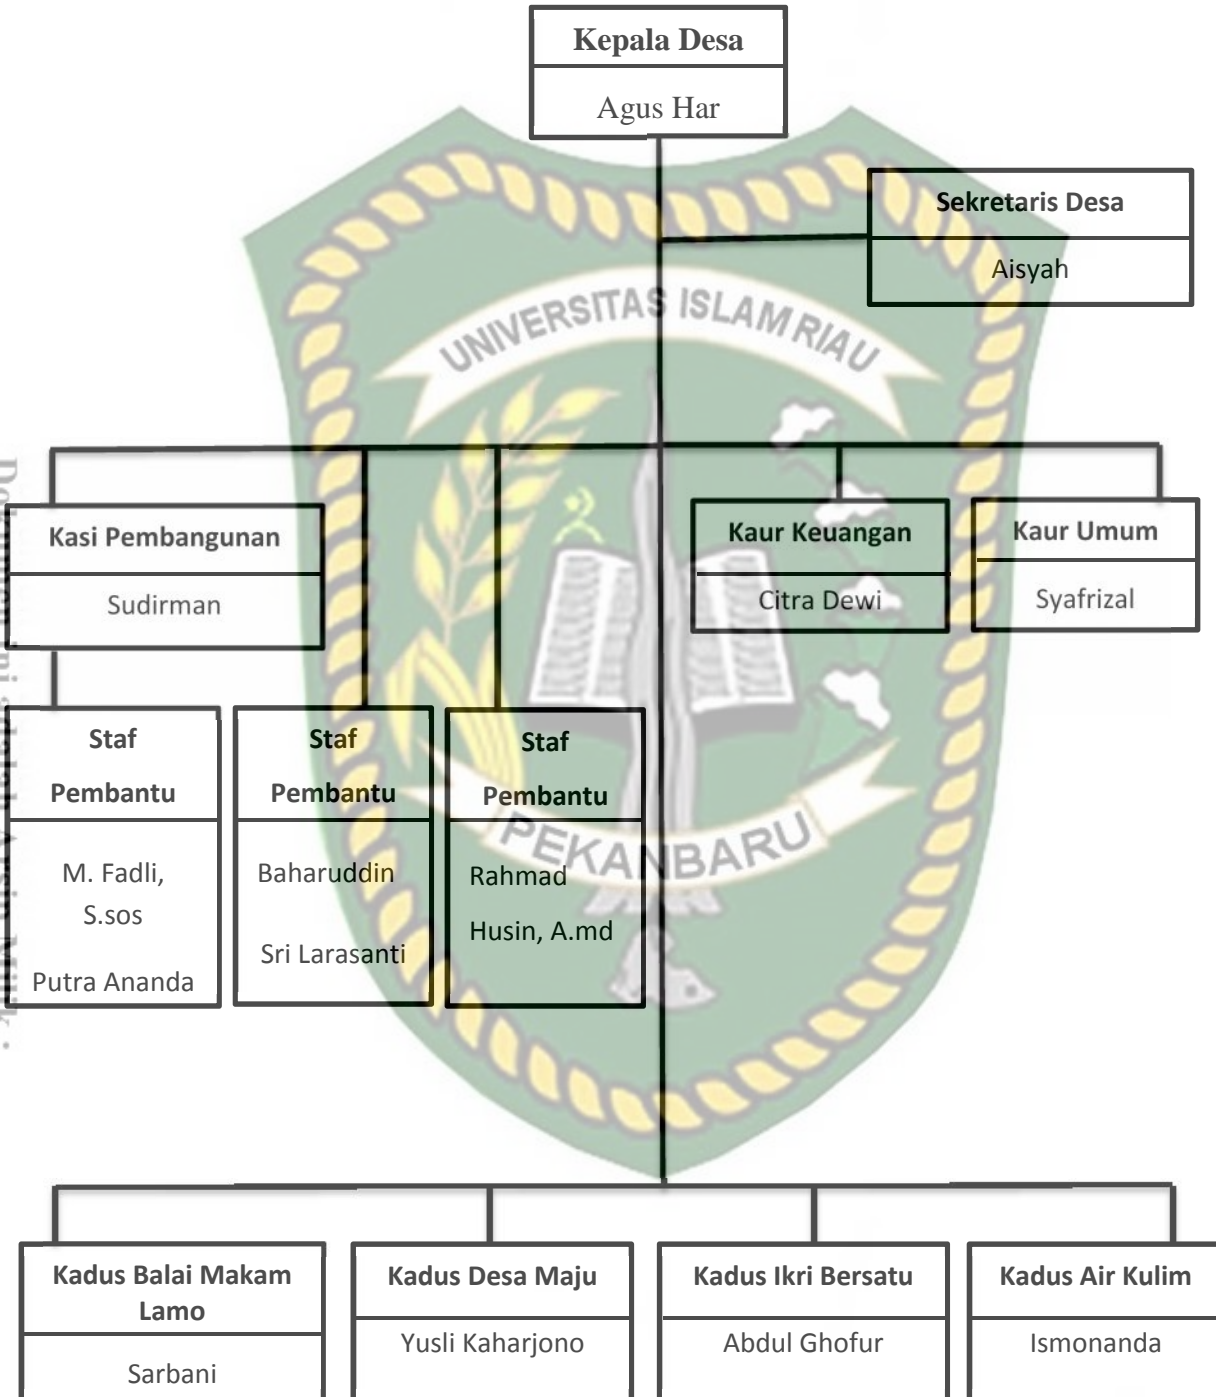 Kepala Desa
Agus Har
Sekretaris Desa
Aisyah
UNIVERSITAS ISLAM RIAU
Kasi Pembangunan
Sudirman
Kaur Keuangan
Citra Dewi
Kaur Umum
Syafrizal
Staf
Pembantu
M. Fadli,
S.sos
Putra Ananda
Staf
Pembantu
Baharuddin
Sri Larasanti
Staf
Pembantu
Rahmad
Husin, A.md
PEKANBARU
Kadus Balai Makam
Lamo
Sarbani
Kadus Desa Maju
Yusli Kaharjono
Kadus Ikri Bersatu
Abdul Ghofur
Kadus Air Kulim
Ismonanda